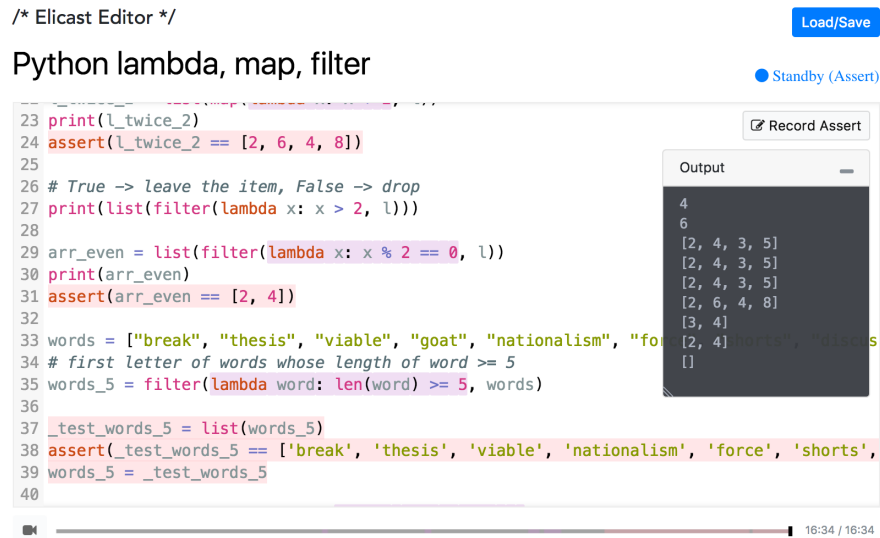 /* Elicast Editor */
Load/Save
Python lambda, map, filter
Standby (Assert)
23 print(l_twice_2)
Record Assert
24 assert(l_twice_2 == [2, 6, 4, 8])
25
26 # True -> leave the item, False -> drop
27 print(list(filter(lambda x: x > 2, l)))
28
29 arr_even = list(filter(lambda x: x % 2 == 0, l))
30 print(arr_even)
31 assert(arr_even == [2, 4])
32
33 words = ["break", "thesis", "viable", "goat", "nationalism", "force", "shorts", "discus
34 # first letter of words whose length of word >= 5
35 words_5 = filter(lambda word: len(word) >= 5, words)
36
37 _test_words_5 = list(words_5)
38 assert(_test_words_5 == ['break', 'thesis', 'viable', 'nationalism', 'force', 'shorts',
39 words_5 = _test_words_5
40
Output
4
6
[2, 4, 3, 5]
[2, 4, 3, 5]
[2, 4, 3, 5]
[2, 6, 4, 8]
[3, 4]
[2, 4]
[]
16:34 / 16:34